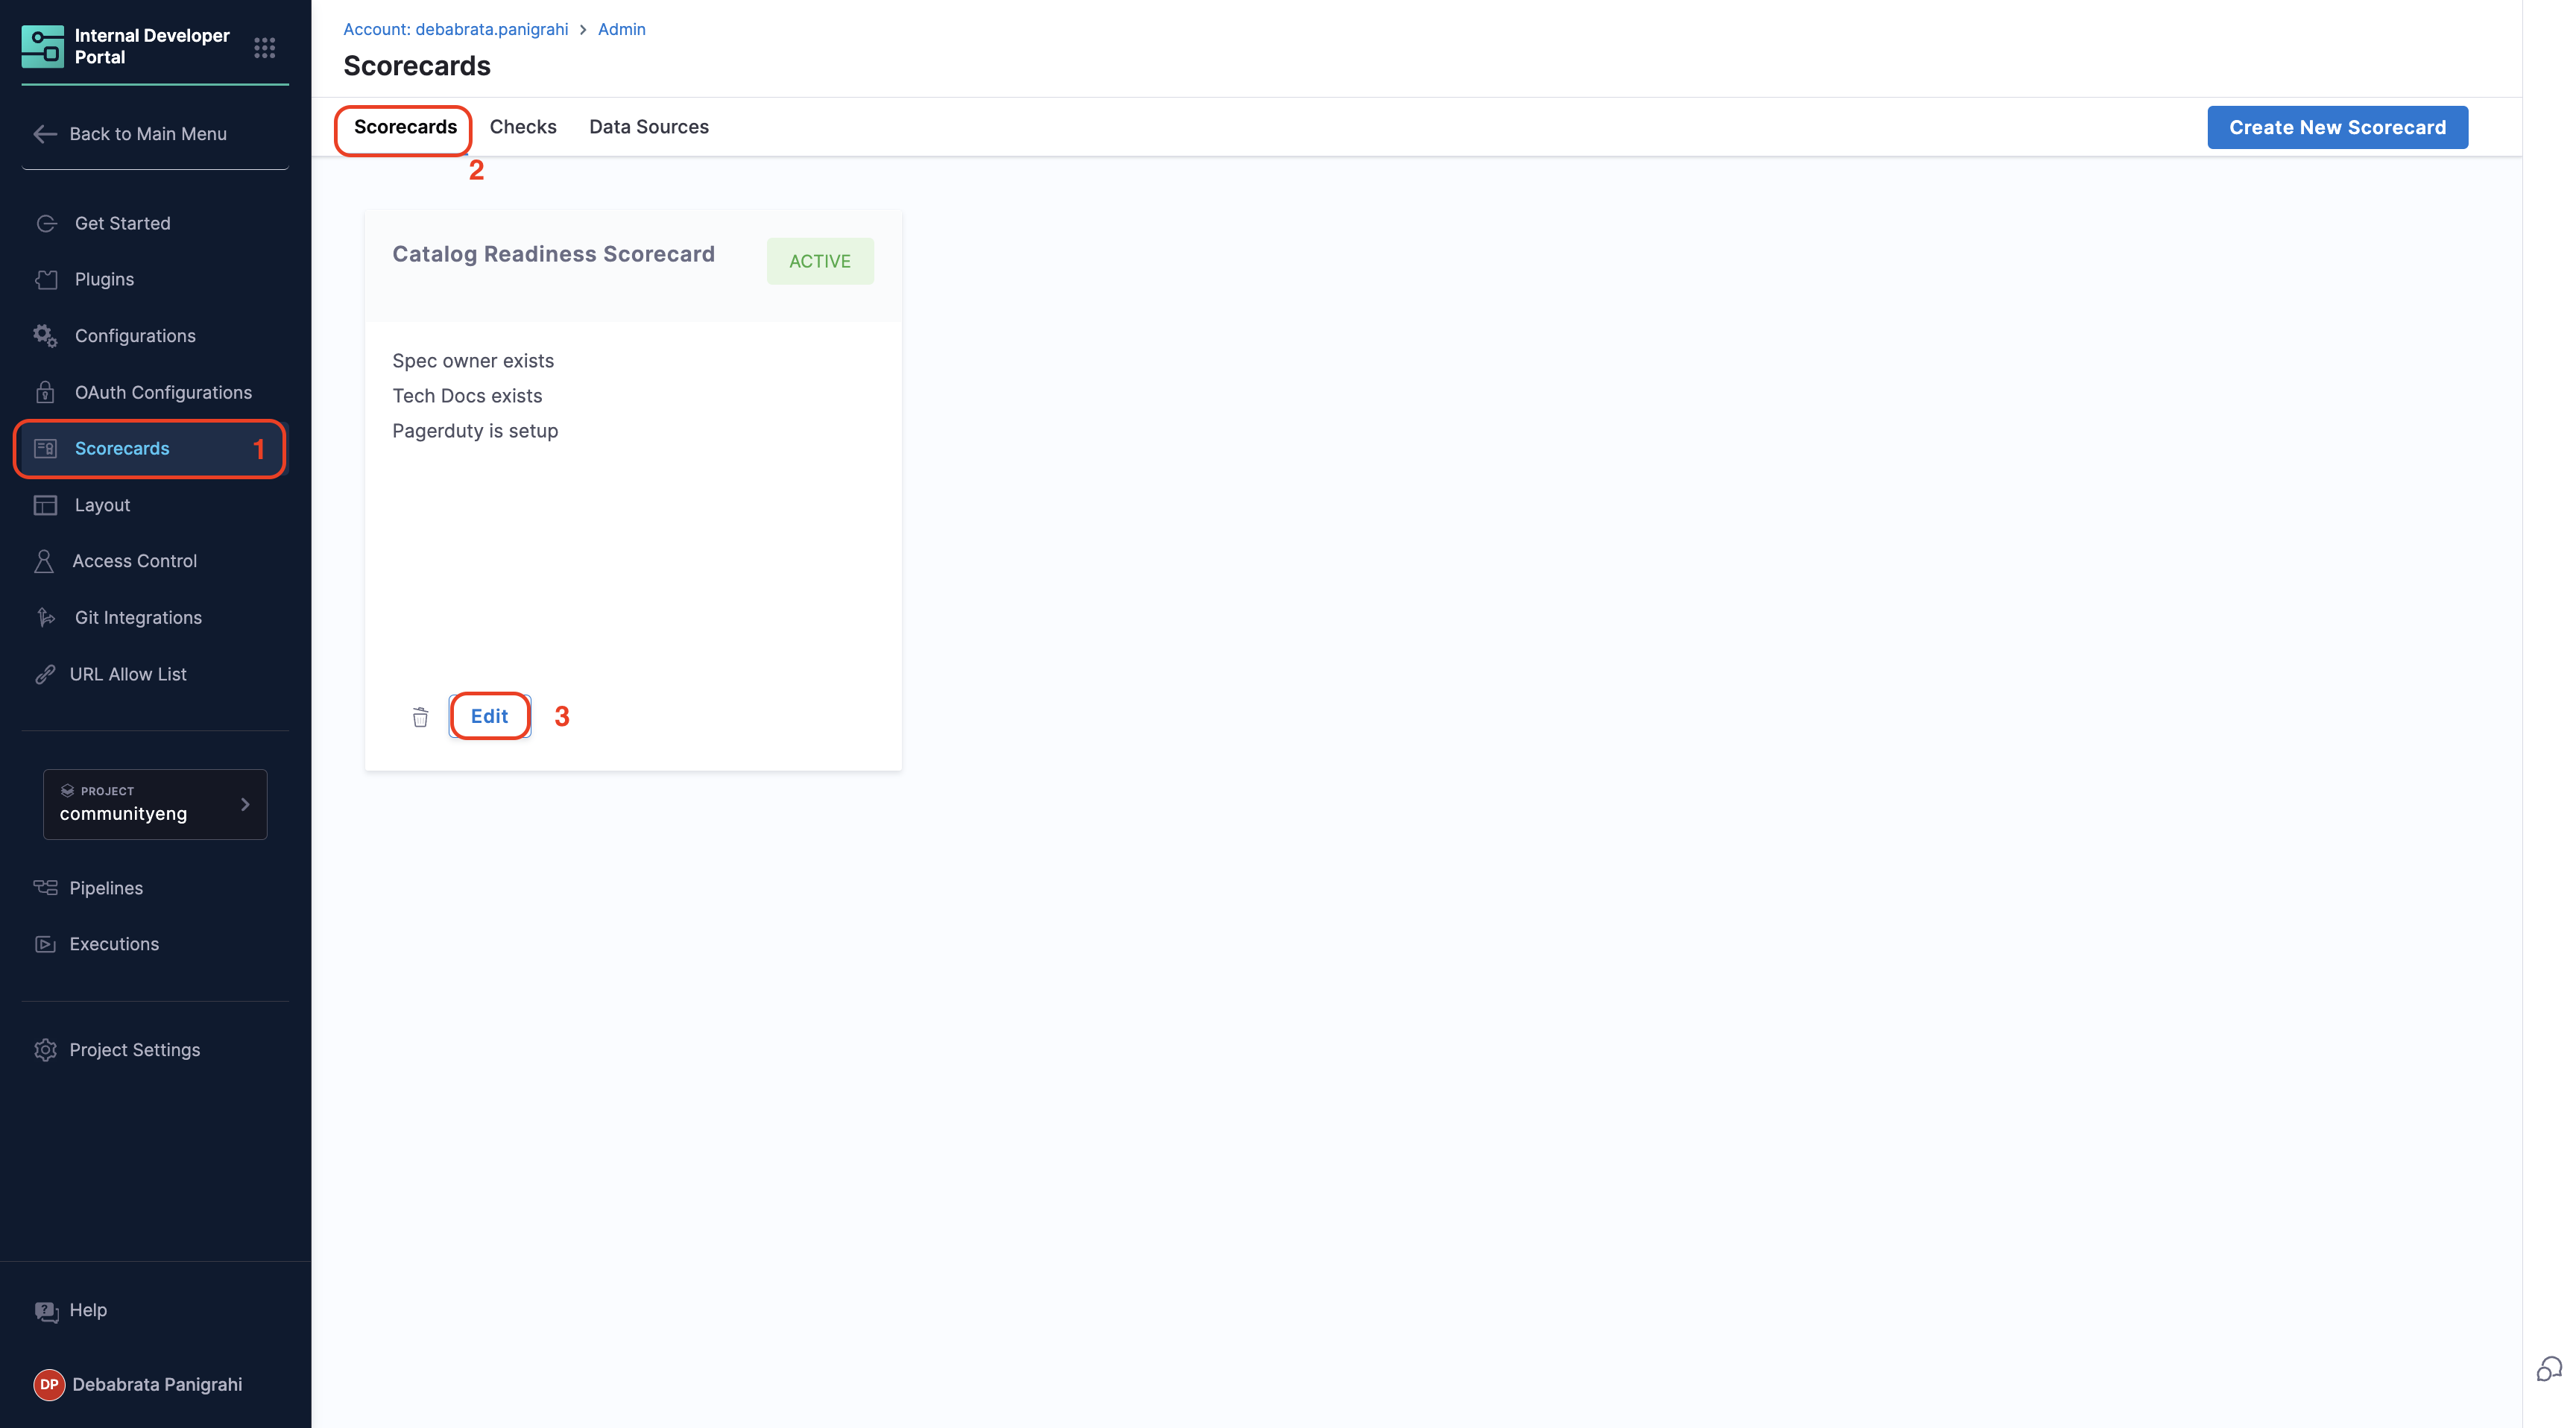 Internal Developer
Portal
Back to Main Menu
Get Started
Plugins
Configurations
OAuth Configurations
Scorecards 1
Layout
Access Control
Git Integrations
URL Allow List
PROJECT
communityeng
Pipelines
Executions
Project Settings
Help
DP Debabrata Panigrahi
Account: debabrata.panigrahi > Admin
Scorecards
Scorecards Checks Data Sources
2
Create New Scorecard
Catalog Readiness Scorecard
ACTIVE
Spec owner exists
Tech Docs exists
Pagerduty is setup
Edit 3